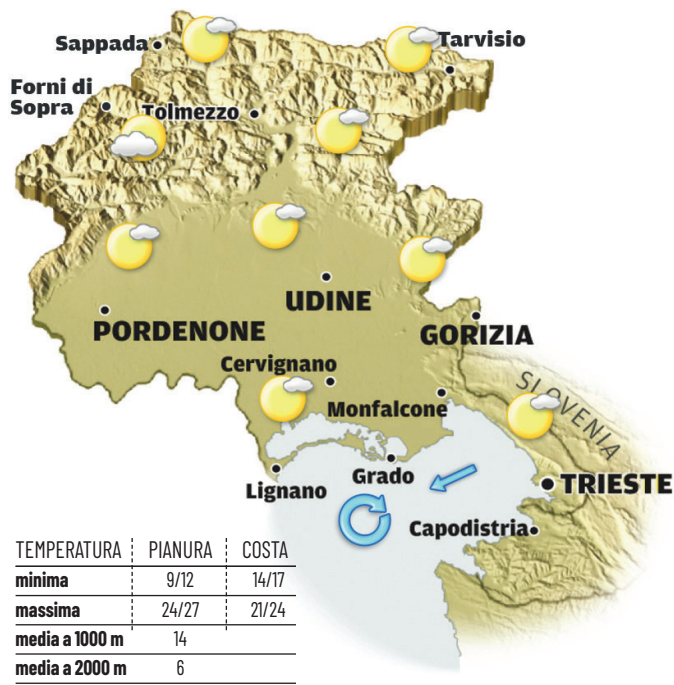 Sappada
Tarvisio
Forni di
Sopra
Tolmezzo
UDINE
PORDENONE
GORIZIA
Cervignano
SLOVENIA
Monfalcone
Grado
Lignano
TRIESTE
Capodistria
TEMPERATURA PIANURA COSTA
minima 9/12 14/17
massima 24/27 21/24
media a 1000 m 14
media a 2000 m 6